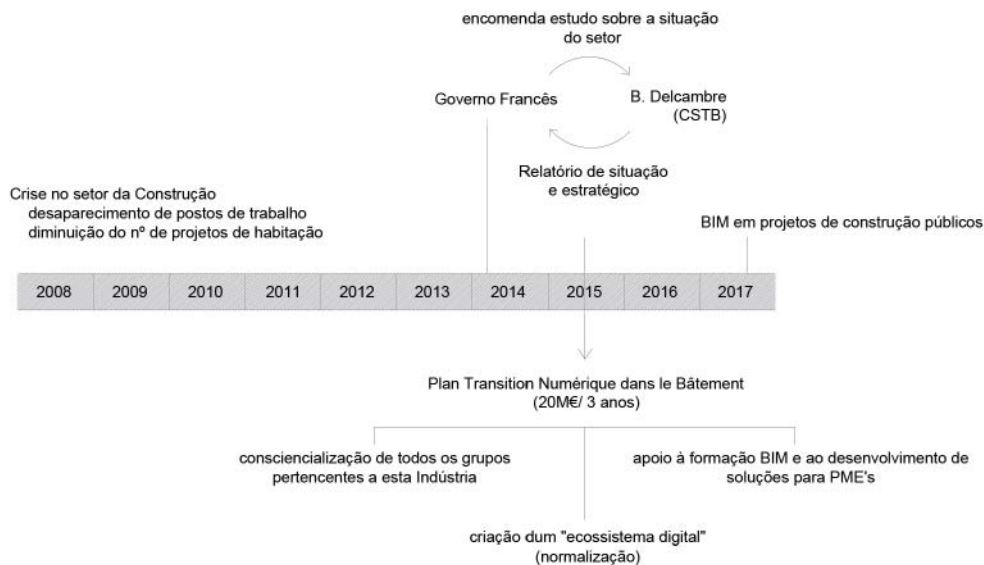 encomenda estudo sobre a situação
do setor
Governo Francês
B. Delcambre
(CSTB)
Relatório de situação
e estratégico
Crise no setor da Construção
desaparecimento de postos de trabalho
diminuição do nº de projetos de habitação
BIM em projetos de construção públicos
2008 2009 2010 2011 2012 2013 2014 2015 2016 2017
Plan Transition Numérique dans le Bâtement
(20M€/ 3 anos)
consciencialização de todos os grupos
pertencentes a esta Indústria
apoio à formação BIM e ao desenvolvimento de
soluções para PME's
criação dum "ecossistema digital"
(normalização)